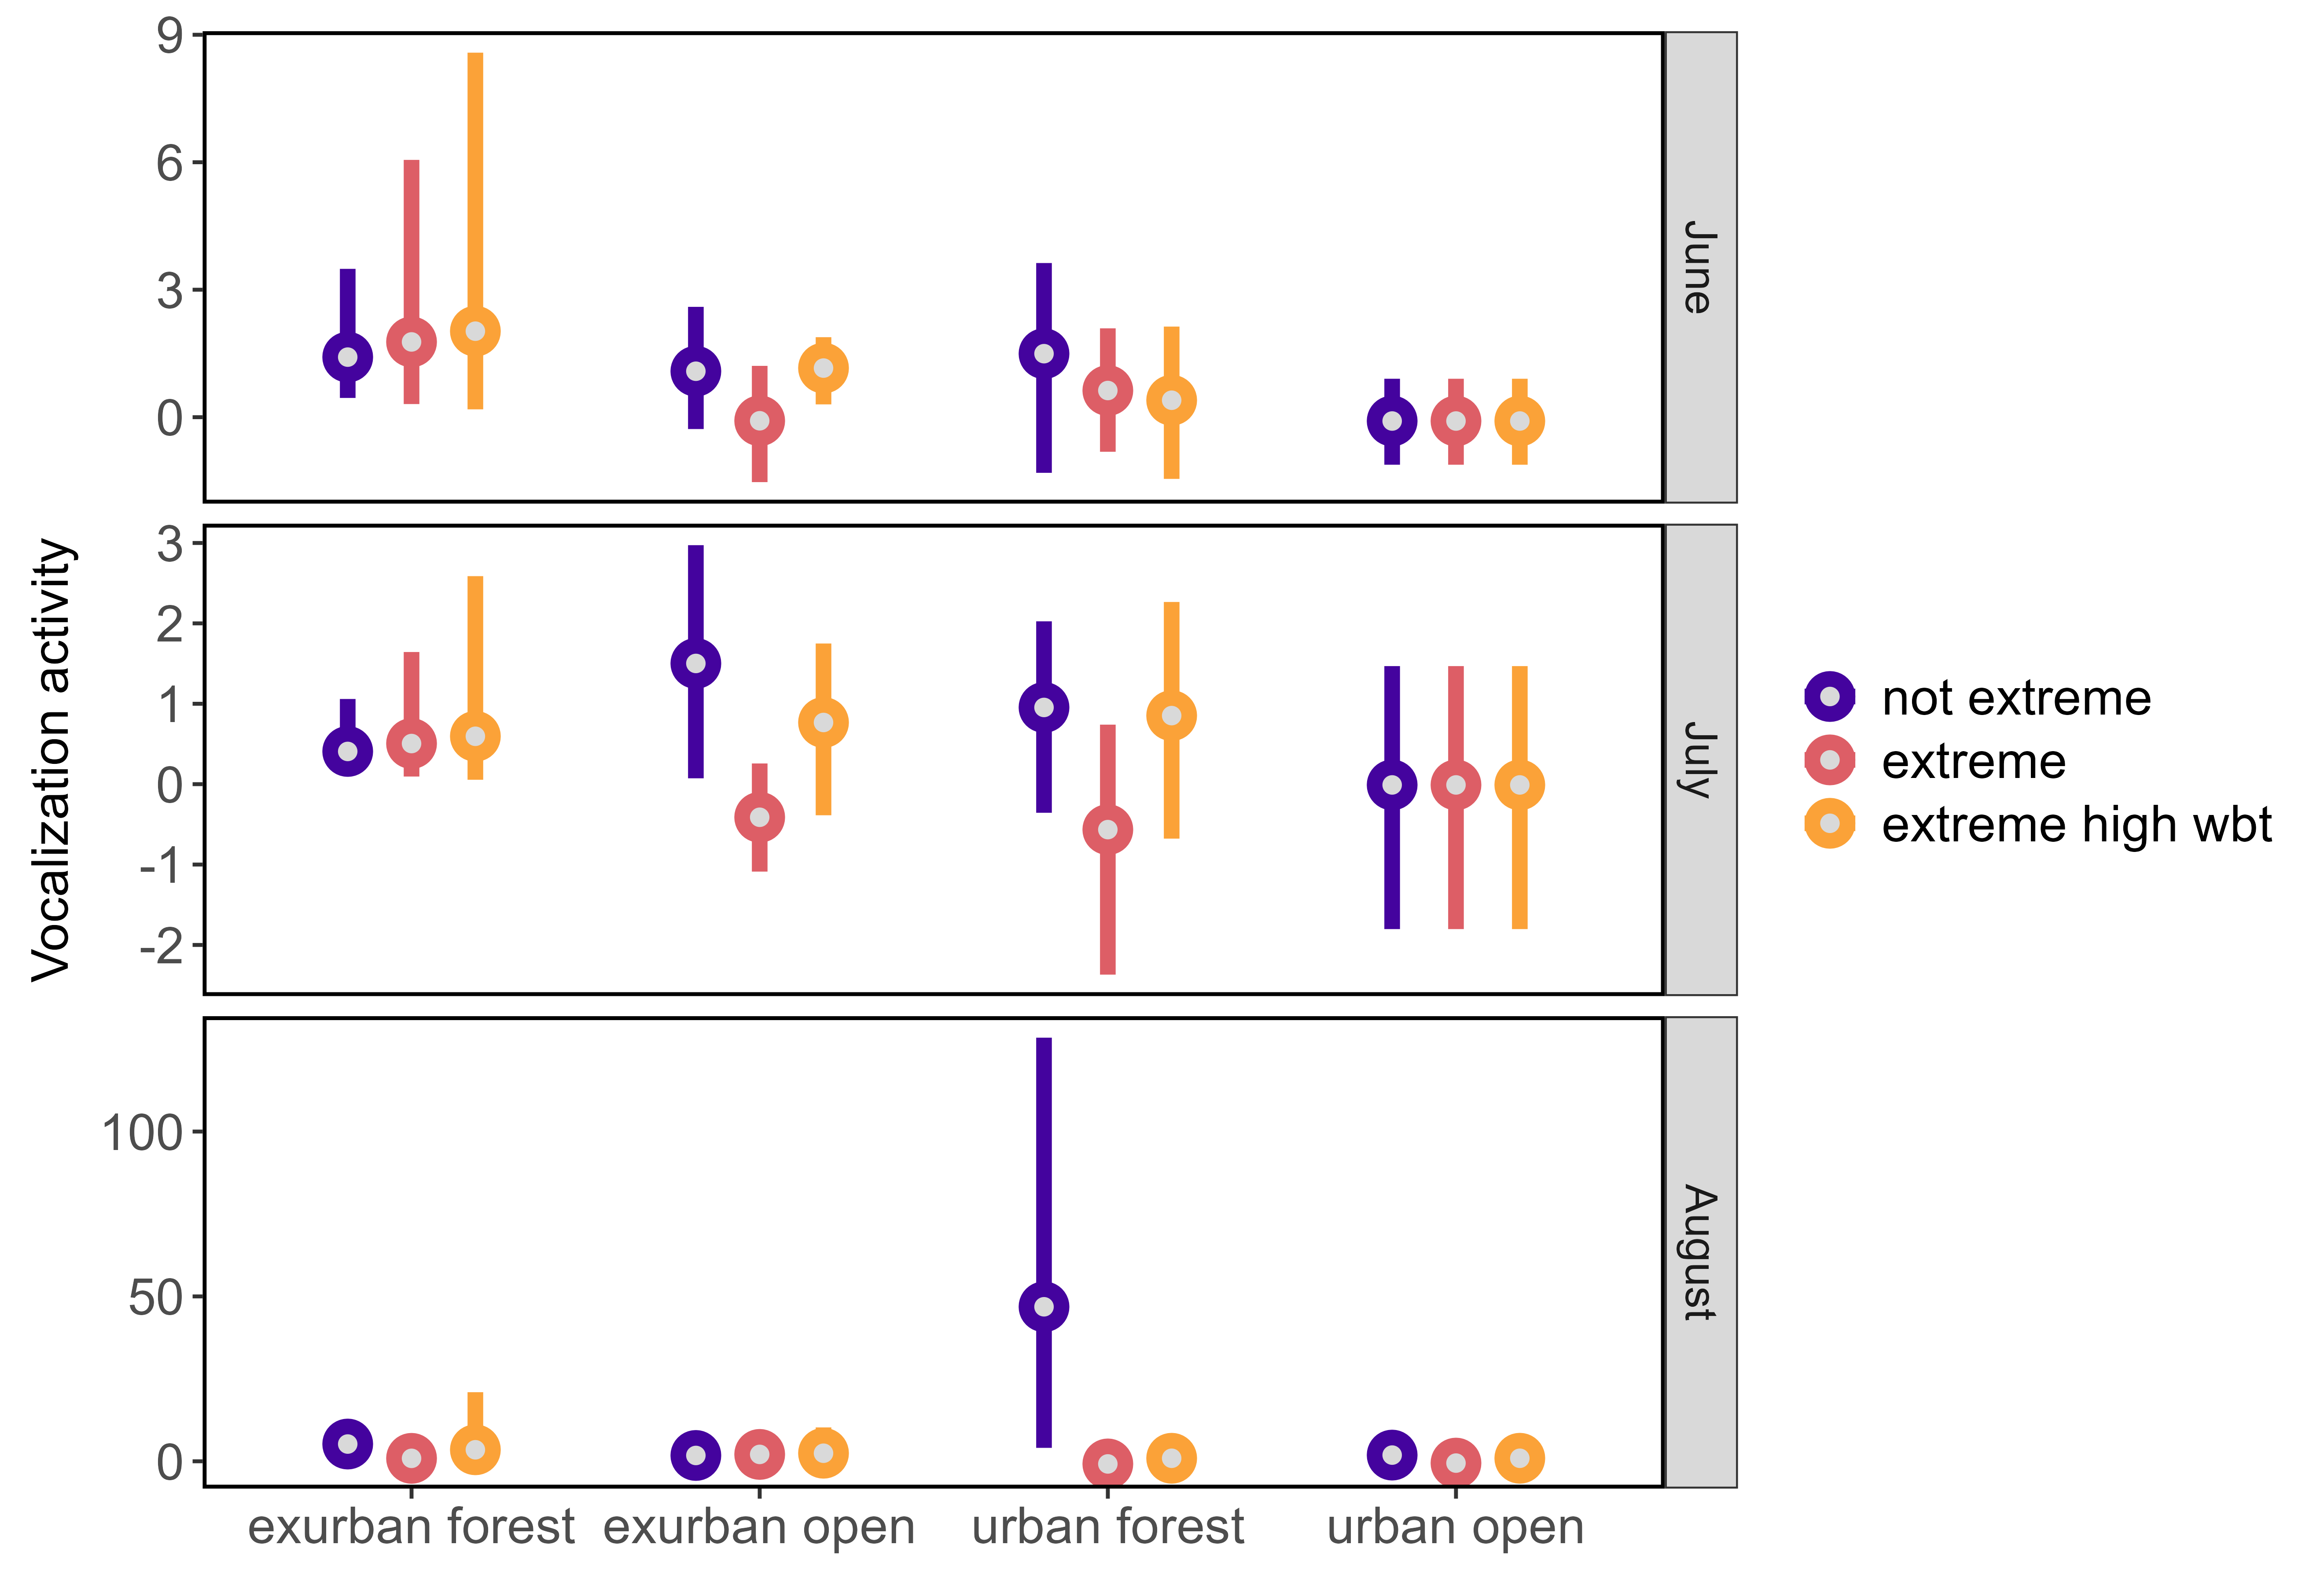 Vocalization activity
9
6
3
0
June
3
2
1
0
-1
-2
July
100
50
0
August
exurban forest
exurban open
urban forest
urban open
not extreme
extreme
extreme high wbt